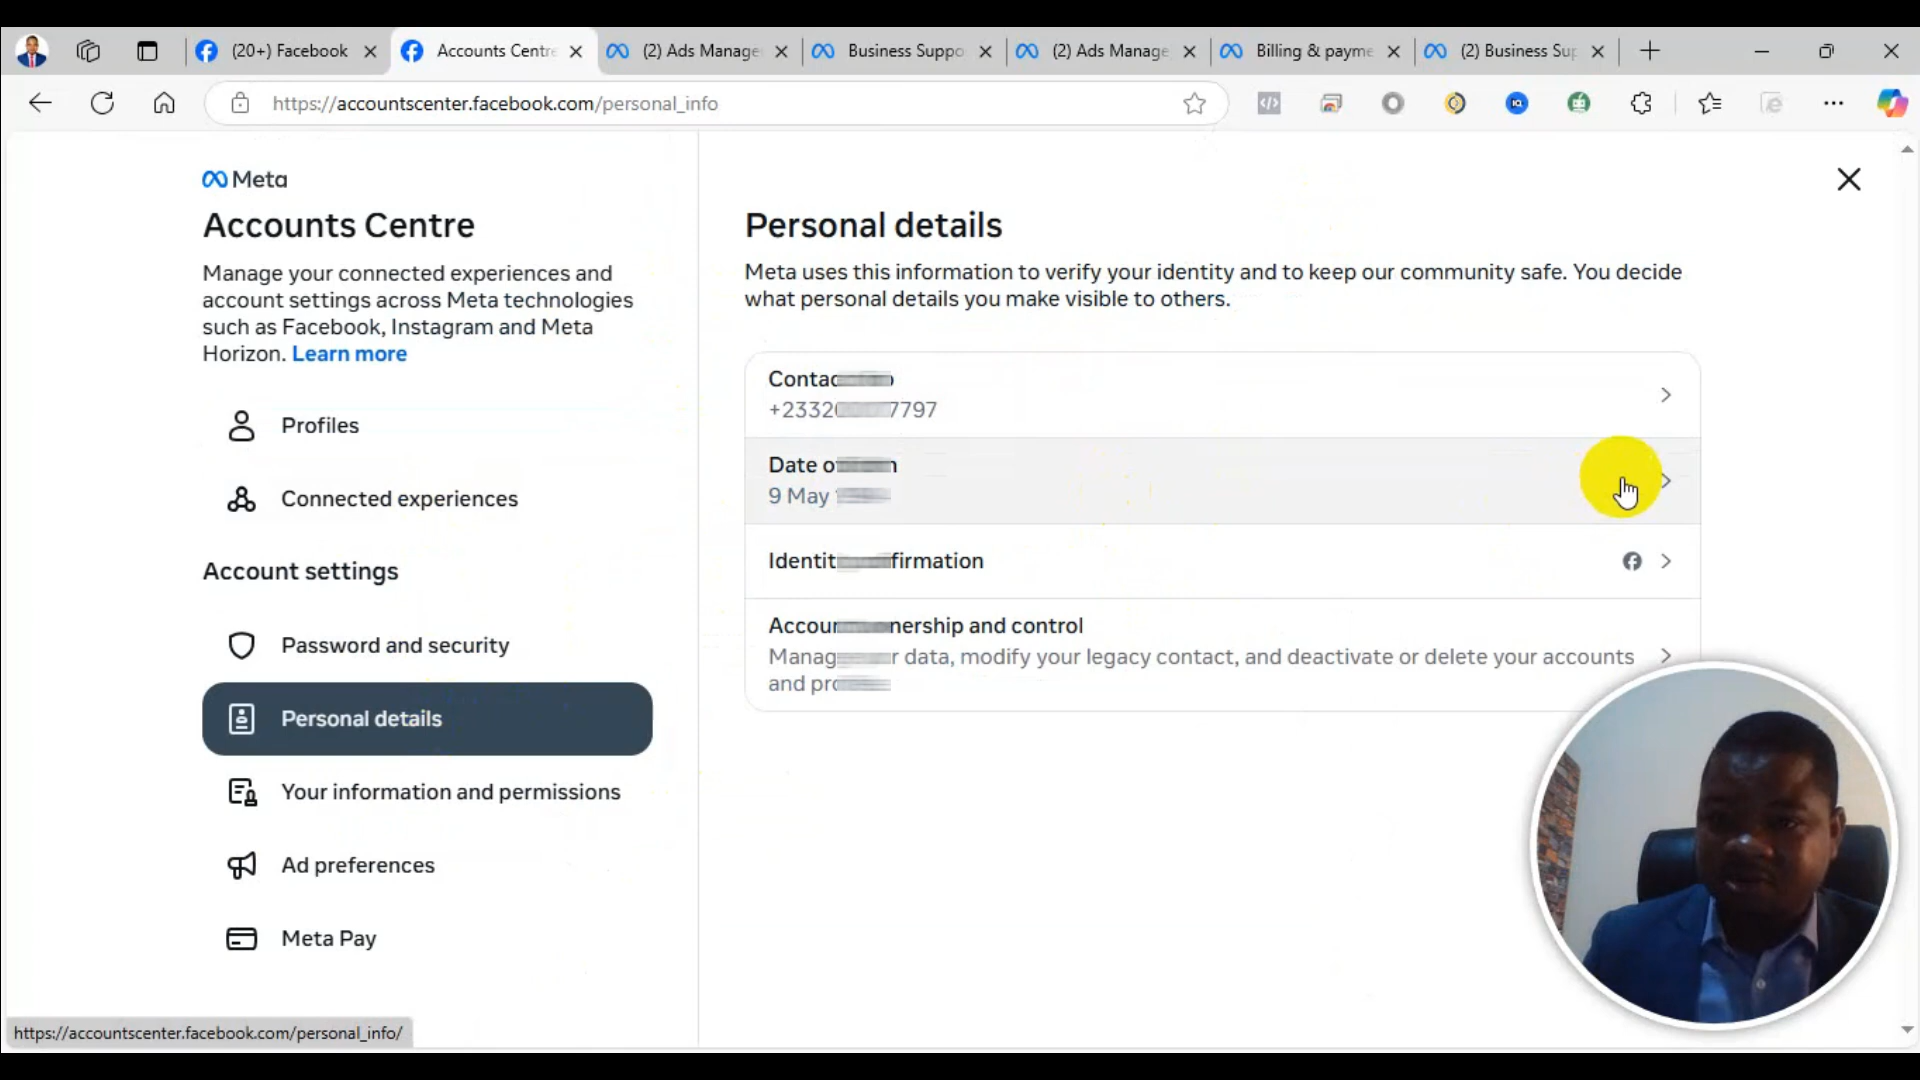 (20+) Facebook
Accounts Centre
(2) Ads Manage
Business Suppo
(2) Ads Manage
Billing & payme
(2) Business Sup
https://accountscenter.facebook.com/personal_info
Meta
Accounts Centre
Manage your connected experiences and
account settings across Meta technologies
such as Facebook, Instagram and Meta
Horizon. Learn more
Profiles
Connected experiences
Account settings
Password and security
Personal details
Your information and permissions
Ad preferences
Meta Pay
Personal details
Meta uses this information to verify your identity and to keep our community safe. You decide
what personal details you make visible to others.
9 May
and control
data, modify your legacy contact, and deactivate or delete your accounts
and
https://accountscenter.facebook.com/personal_info/